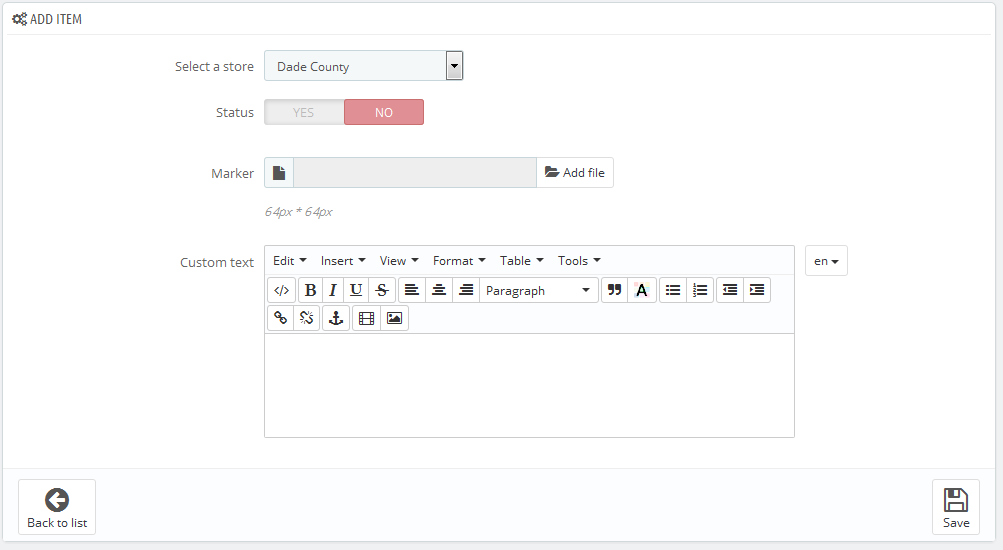 ADD ITEM
Select a store Dade County
Status YES NO
Marker Add file
64px * 64px
Custom text Edit Insert View Format Table Tools en
</> B I U S Paragraph A
Back to list Save